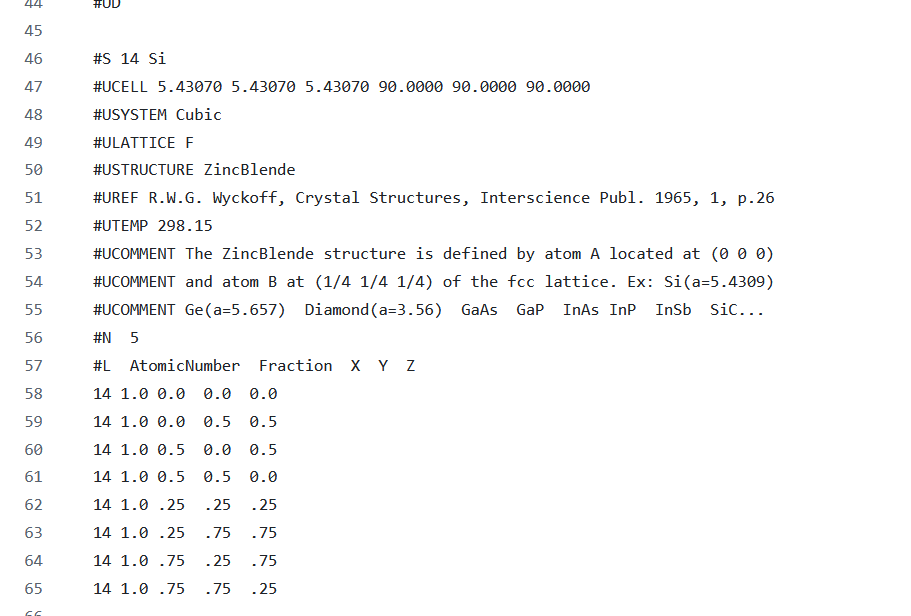 44 #UD
45
46 #S 14 Si
47 #UCELL 5.43070 5.43070 5.43070 90.0000 90.0000 90.0000
48 #USYSTEM Cubic
49 #ULATTICE F
50 #USTRUCTURE ZincBlende
51 #UREF R.W.G. Wyckoff, Crystal Structures, Interscience Publ. 1965, 1, p.26
52 #UTEMP 298.15
53 #UCOMMENT The ZincBlende structure is defined by atom A located at (0 0 0)
54 #UCOMMENT and atom B at (1/4 1/4 1/4) of the fcc lattice. Ex: Si(a=5.4309)
55 #UCOMMENT Ge(a=5.657)  Diamond(a=3.56)  GaAs  GaP  InAs InP  InSb  SiC...
56 #N  5
57 #L  AtomicNumber  Fraction  X  Y  Z
58 14 1.0 0.0  0.0  0.0
59 14 1.0 0.0  0.5  0.5
60 14 1.0 0.5  0.0  0.5
61 14 1.0 0.5  0.5  0.0
62 14 1.0 .25  .25  .25
63 14 1.0 .25  .75  .75
64 14 1.0 .75  .25  .75
65 14 1.0 .75  .75  .25
66